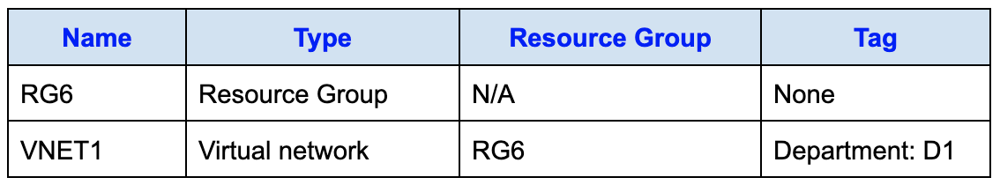 Name Type Resource Group Tag
RG6 Resource Group N/A None
VNET1 Virtual network RG6 Department: D1